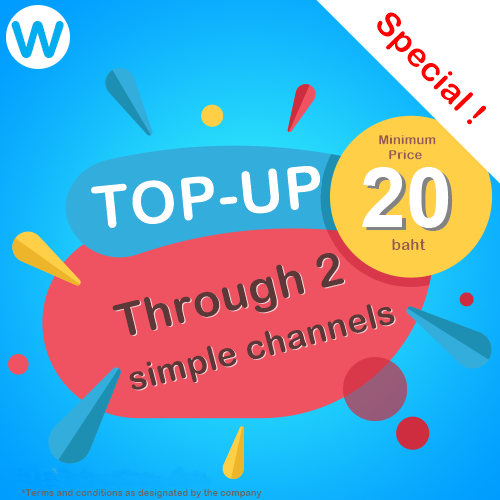 W
Special !
Minimum
Price
20
baht
TOP-UP
Through 2
simple channels
*Terms and conditions as designated by the company